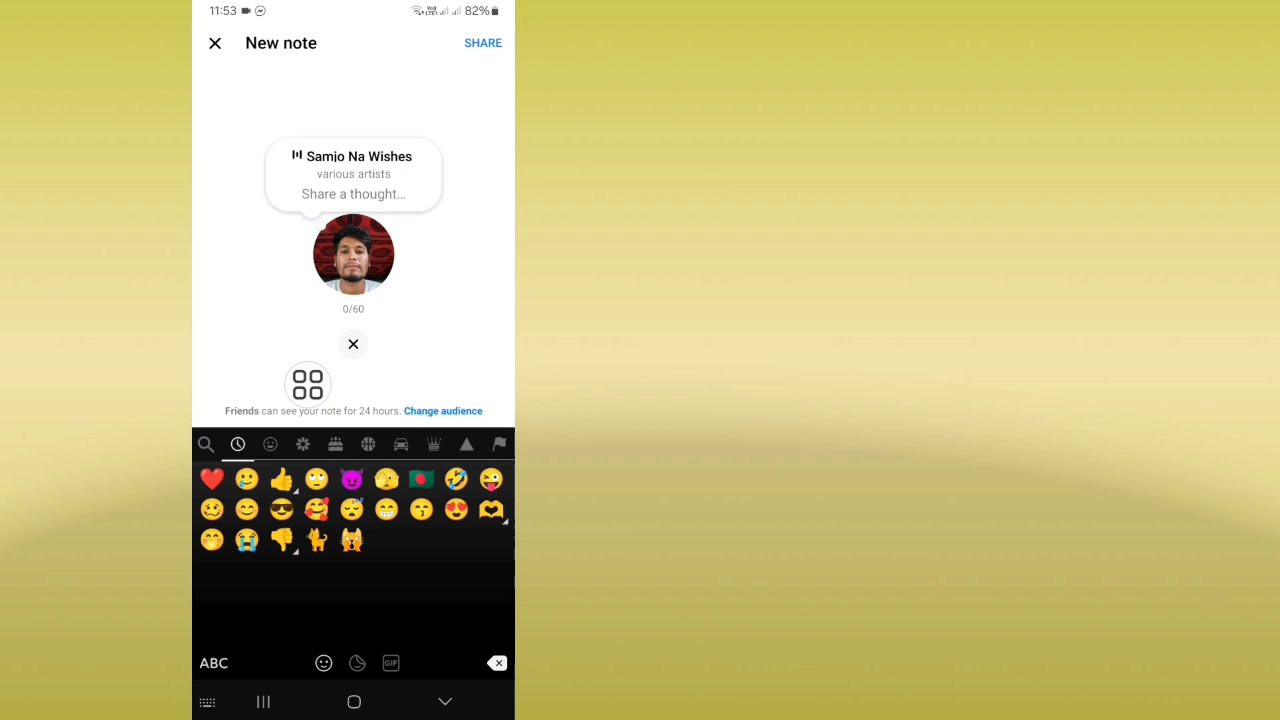 11:53 82%
New note SHARE
Samjo Na Wishes
various artists
Share a thought...
0/60
Friends can see your note for 24 hours. Change audience
ABC GIF